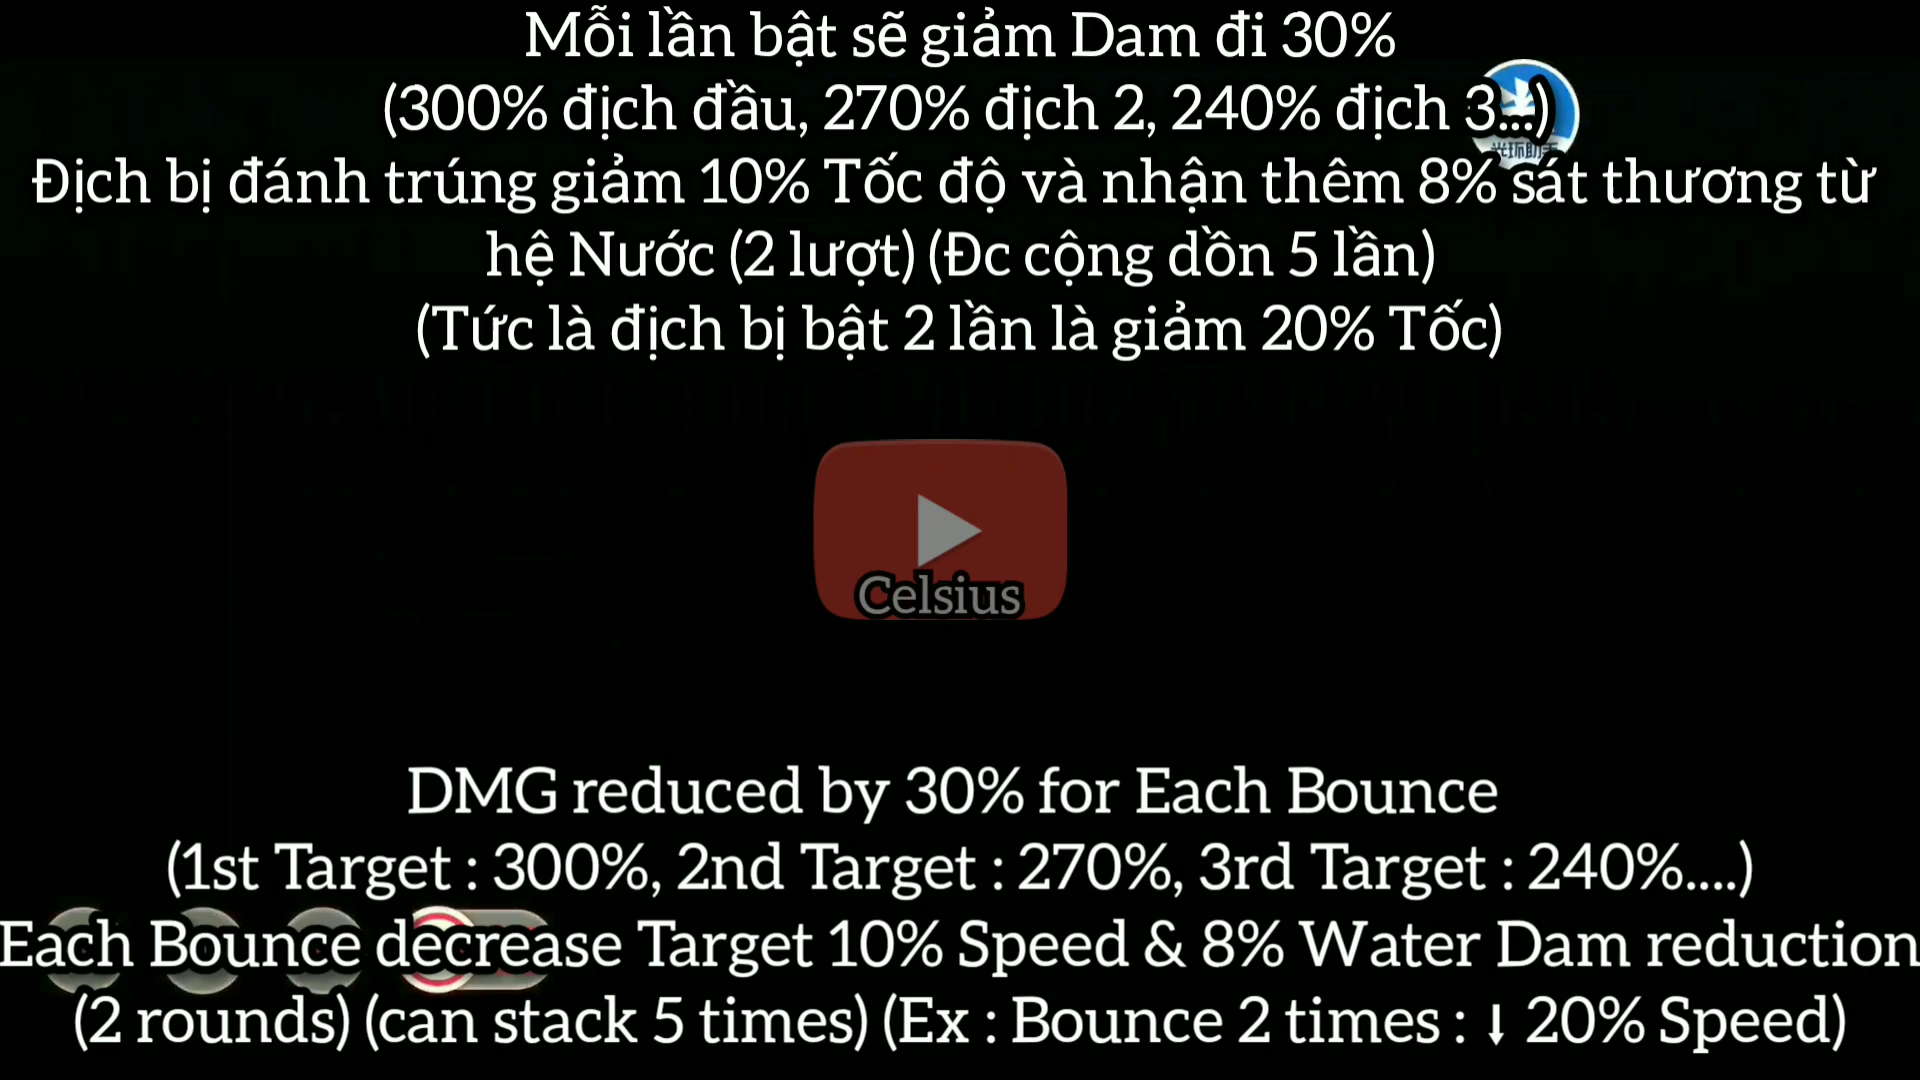 Mỗi lần bật sẽ giảm Dam đi 30%
(300% địch đầu, 270% địch 2, 240% địch 3...)
Địch bị đánh trúng giảm 10% Tốc độ và nhận thêm 8% sát thương từ
hệ Nước (2 lượt) (Đc cộng dồn 5 lần)
(Tức là địch bị bật 2 lần là giảm 20% Tốc)
Celsius
DMG reduced by 30% for Each Bounce
(1st Target : 300%, 2nd Target : 270%, 3rd Target : 240%....)
Each Bounce decrease Target 10% Speed & 8% Water Dam reduction
(2 rounds) (can stack 5 times) (Ex : Bounce 2 times : ↓ 20% Speed)